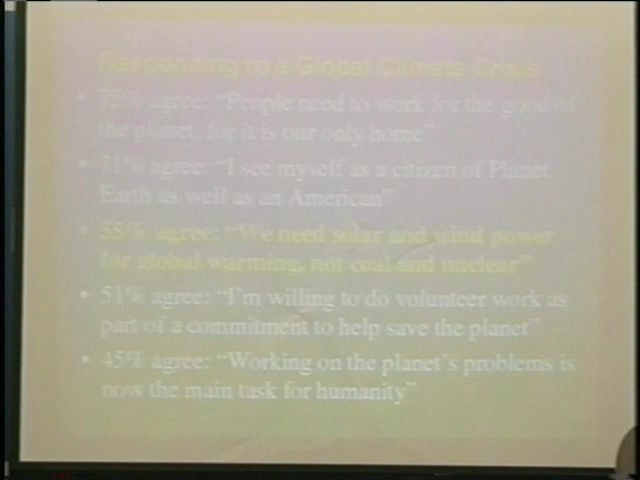 Responding to a Global Climate Crisis
• 75% agree: "People need to work for the good of
the planet, for it is our only home"
• 71% agree: "I see myself as a citizen of Planet
Earth as well as an American"
• 55% agree: "We need solar and wind power
for global warming, not coal and nuclear"
• 51% agree: "I'm willing to do volunteer work as
part of a commitment to help save the planet"
• 45% agree: "Working on the planet's problems is
now the main task for humanity"